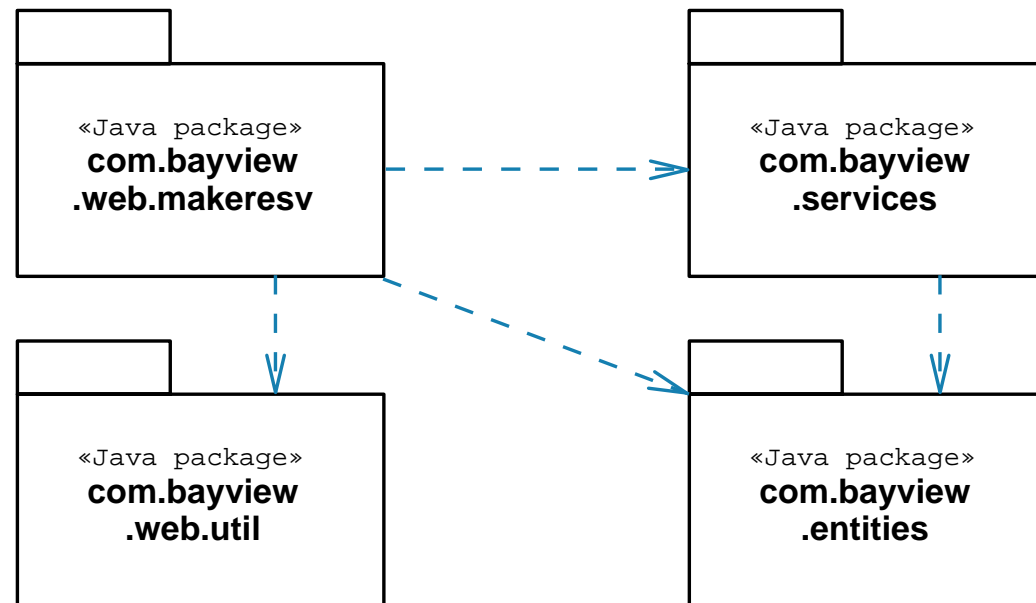 «Java package»
com.bayview
.web.makeresv
«Java package»
com.bayview
.services
«Java package»
com.bayview
.web.util
«Java package»
com.bayview
.entities